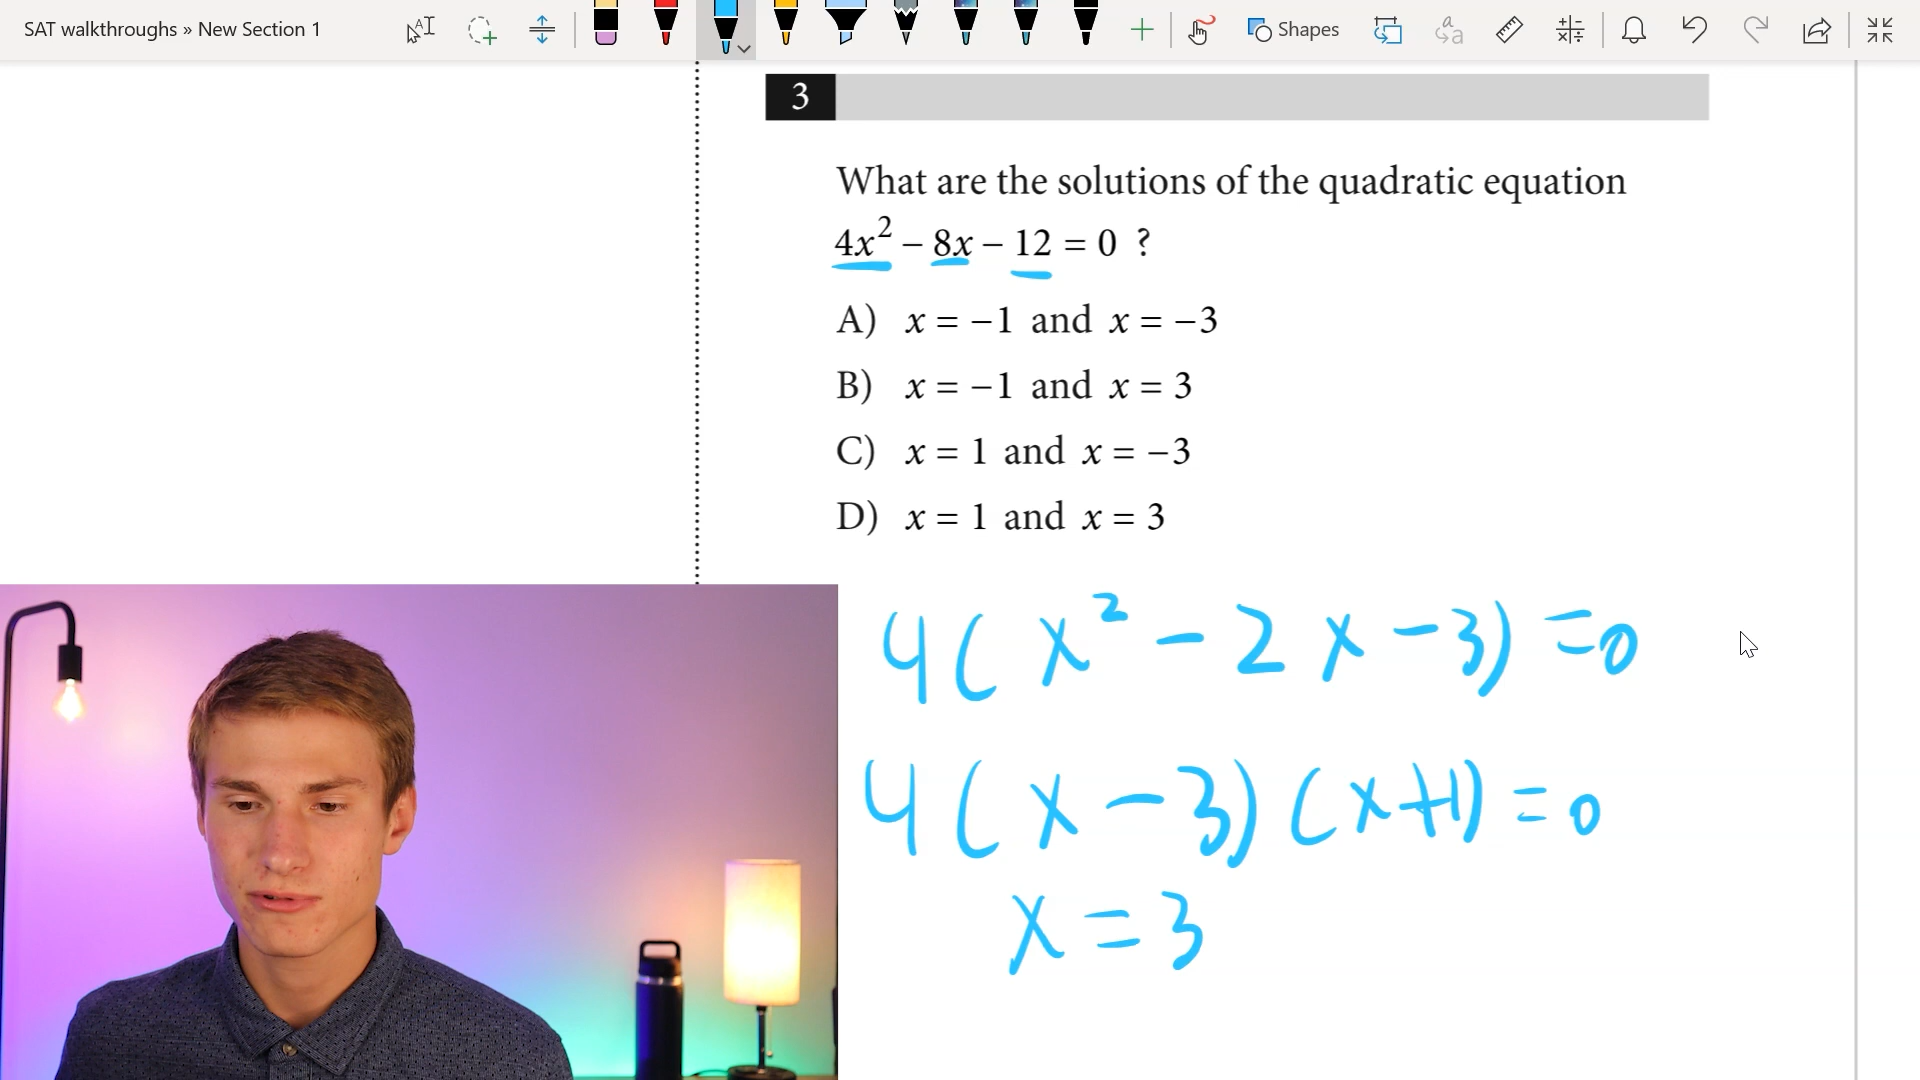 SAT walkthroughs » New Section 1
Shapes
3
What are the solutions of the quadratic equation
4x² – 8x – 12 = 0 ?
A) x = −1 and x = −3
B) x = −1 and x = 3
C) x = 1 and x = −3
D) x = 1 and x = 3
4(x² - 2x - 3) = 0
4(x - 3)(x+1) = 0
x = 3